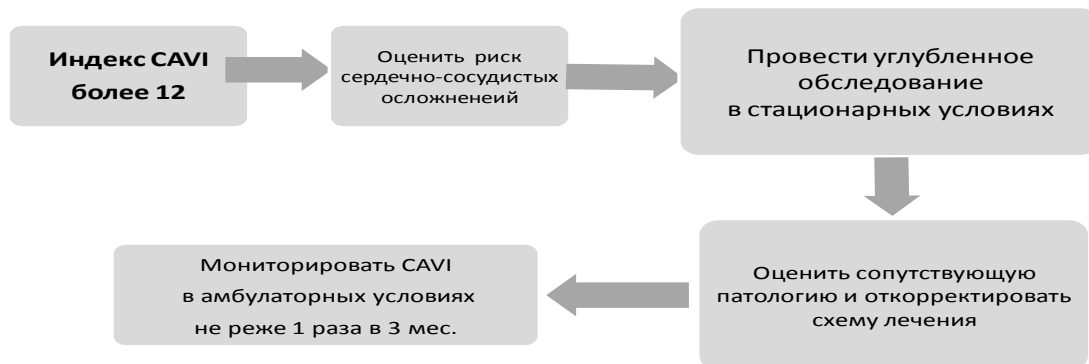 Индекс CAVI
более 12
Оценить риск
сердечно-сосудистых
осложненеий
Провести углубленное
обследование
в стационарных условиях
Оценить сопутствующую
патологию и откорректировать
схему лечения
Мониторировать CAVI
в амбулаторных условиях
не реже 1 раза в 3 мес.